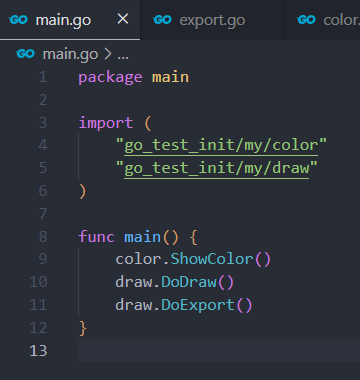 GO main.go × GO export.go GO color.
GO main.go > ...
1 package main
2
3 import (
4 "go_test_init/my/color"
5 "go_test_init/my/draw"
6 )
7
8 func main() {
9 color.ShowColor()
10 draw.DoDraw()
11 draw.DoExport()
12 }
13